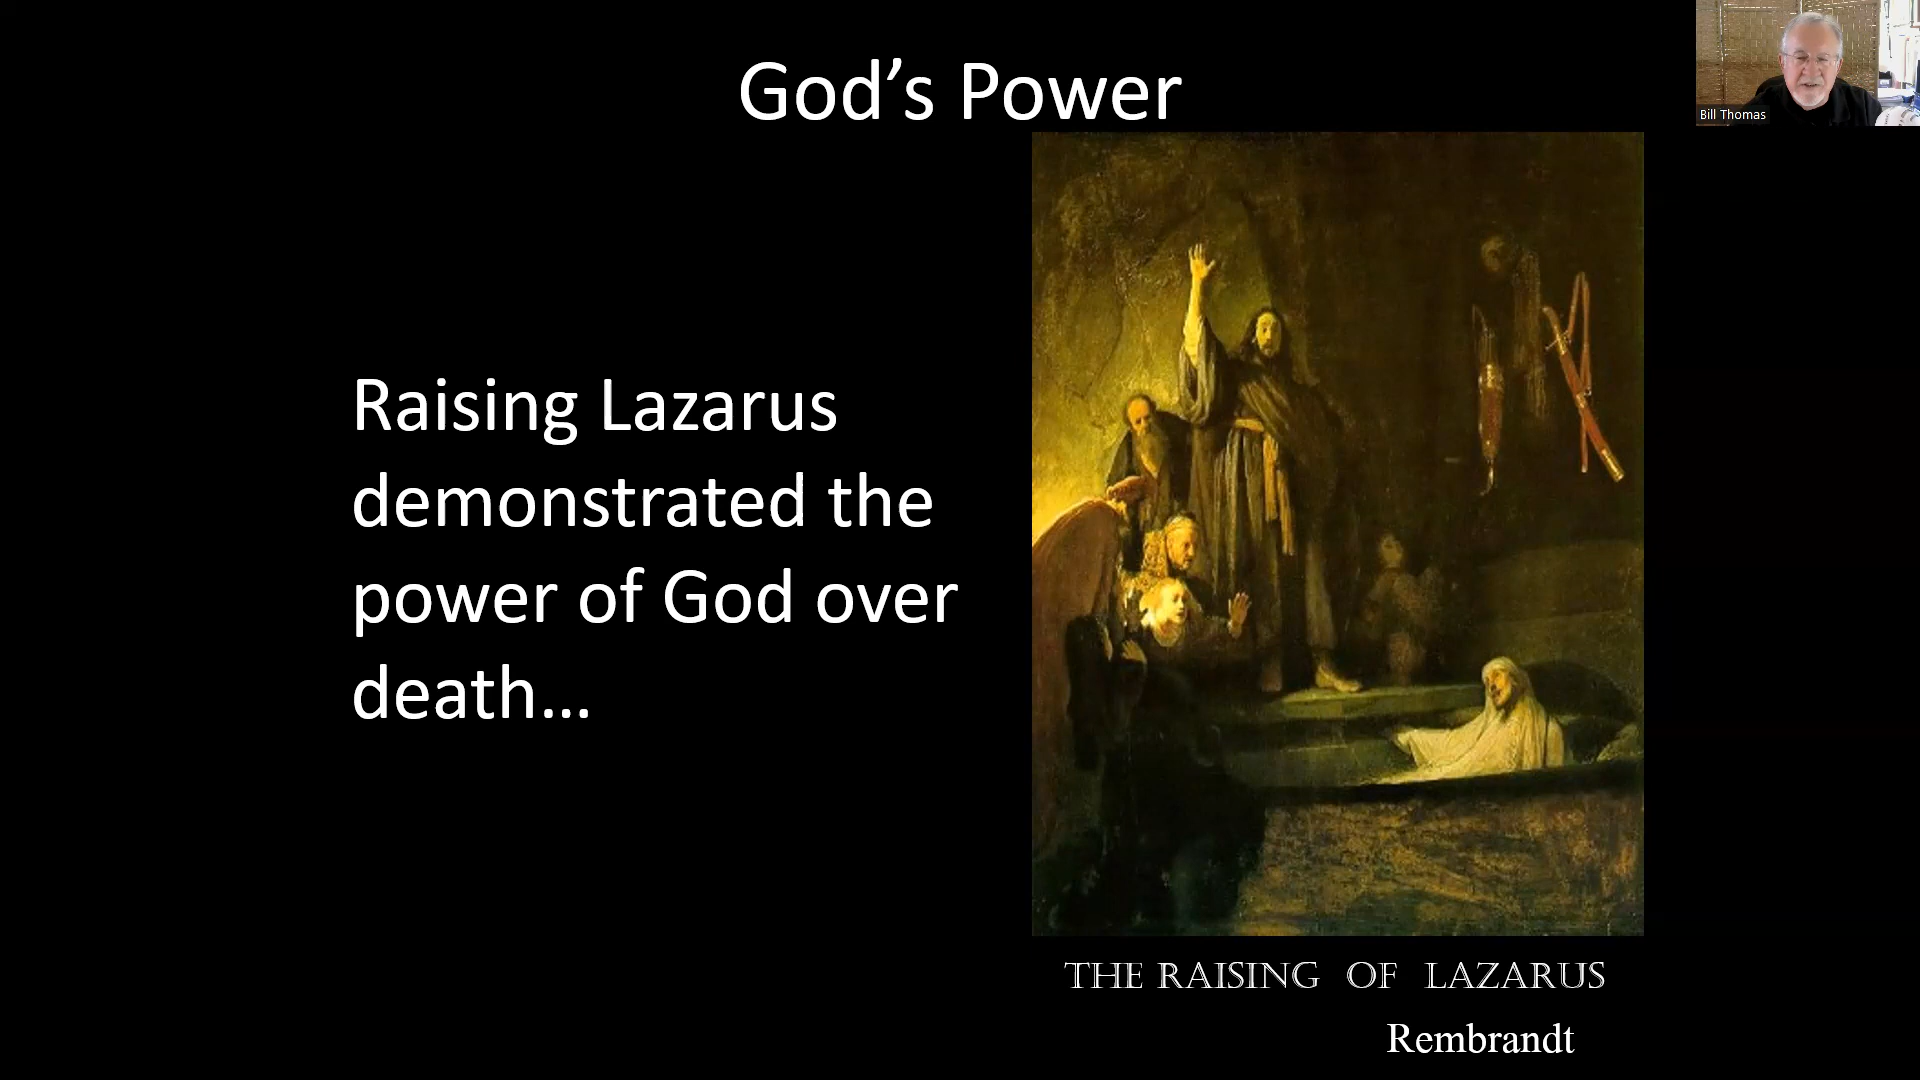 God’s Power
Bill Thomas
Raising Lazarus
demonstrated the
power of God over
death…
THE RAISING OF LAZARUS
Rembrandt